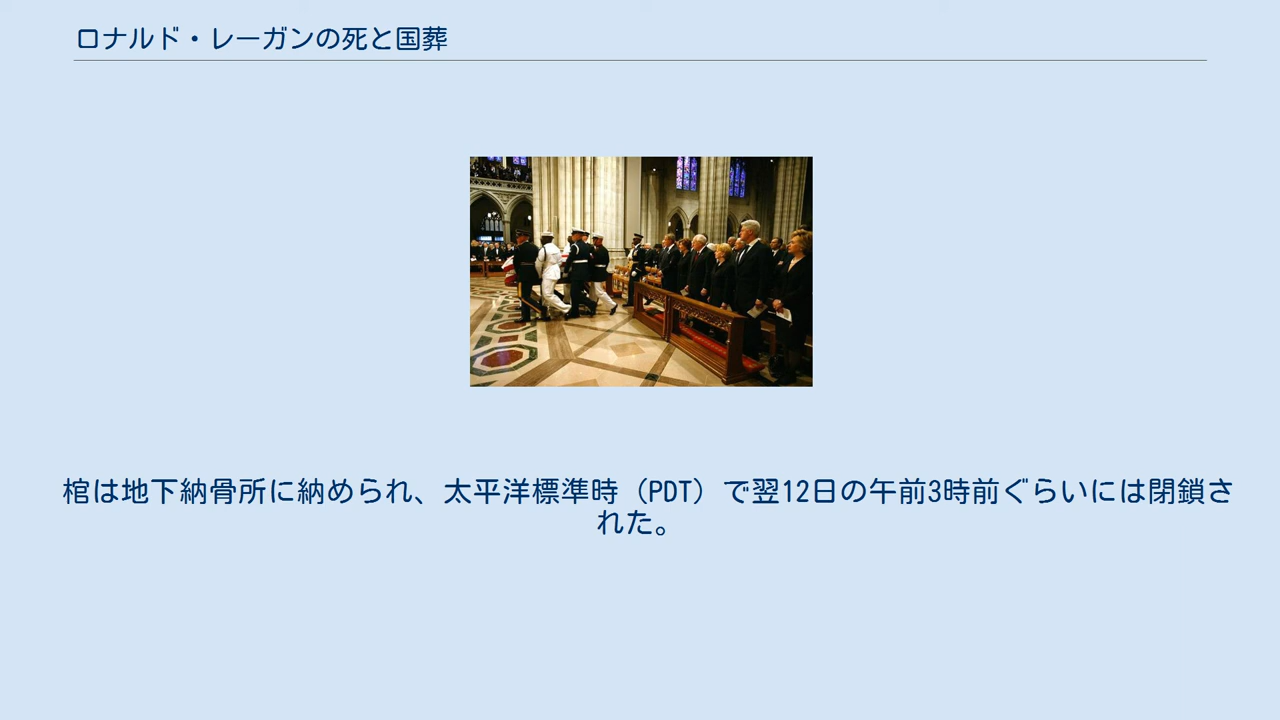 ロナルド・レーガンの死と国葬
棺は地下納骨所に納められ、太平洋標準時（PDT）で翌12日の午前3時前ぐらいには閉鎖さ
れた。